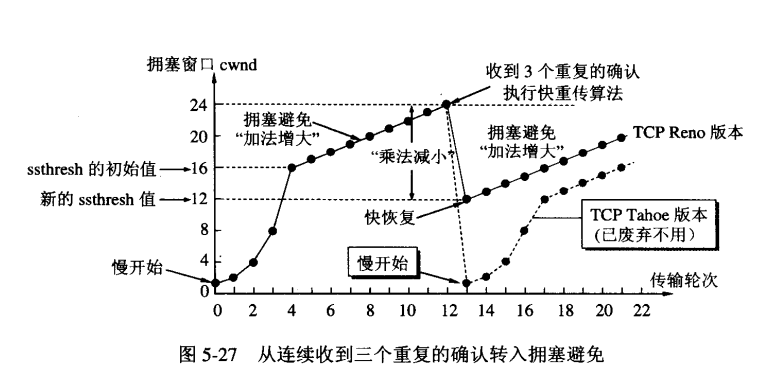 拥塞窗口 cwnd
收到 3 个重复的确认
执行快重传算法
24
20
16
12
8
4
0
ssthresh 的初始值
新的 ssthresh 值
慢开始
拥塞避免
“加法增大”
“乘法减小”
拥塞避免
“加法增大”
TCP Reno 版本
快恢复
慢开始
TCP Tahoe 版本
(已废弃不用)
传输轮次
0 2 4 6 8 10 12 14 16 18 20 22
图 5-27 从连续收到三个重复的确认转入拥塞避免